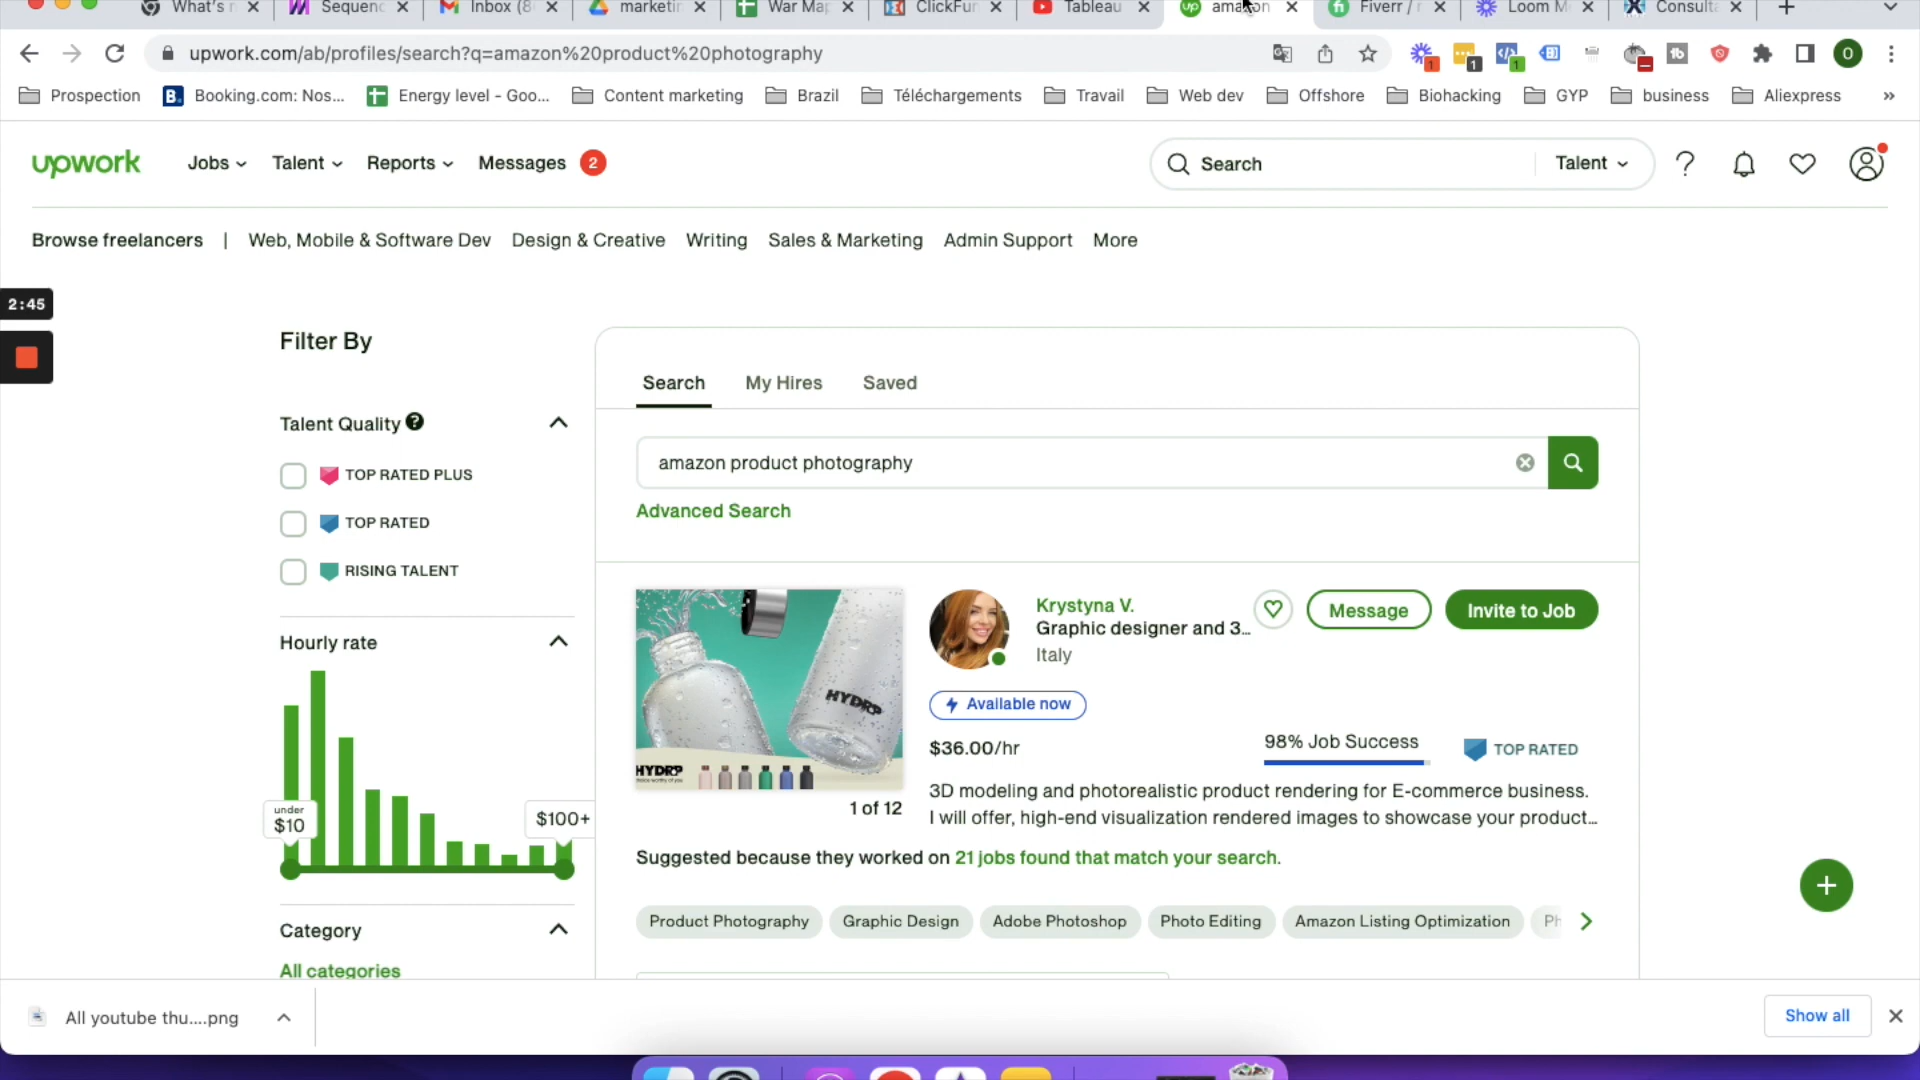 What's
Sequenc
Inbox (8
marketin
War Map
ClickFun
Tableau
amazon
Fiverr /
Loom M
Consulta
upwork.com/ab/profiles/search?q=amazon%20product%20photography
1
1
1
O
Prospection
B. Booking.com: Nos...
Energy level - Goo...
Content marketing
Brazil
Téléchargements
Travail
Web dev
Offshore
Biohacking
GYP
business
Aliexpress
»
upwork
Jobs
Talent
Reports
Messages 2
Search
Talent
Browse freelancers | Web, Mobile & Software Dev Design & Creative Writing Sales & Marketing Admin Support More
2:45
Filter By
Talent Quality
TOP RATED PLUS
TOP RATED
RISING TALENT
Hourly rate
under
$10
$100+
Category
All categories
Search
My Hires
Saved
amazon product photography
Advanced Search
HYDRO
HYDRO
1 of 12
Krystyna V.
Graphic designer and 3...
Italy
Message
Invite to Job
Available now
$36.00/hr
98% Job Success
TOP RATED
3D modeling and photorealistic product rendering for E-commerce business.
I will offer, high-end visualization rendered images to showcase your product...
Suggested because they worked on 21 jobs found that match your search.
Product Photography
Graphic Design
Adobe Photoshop
Photo Editing
Amazon Listing Optimization
Ph
All youtube thu....png
Show all